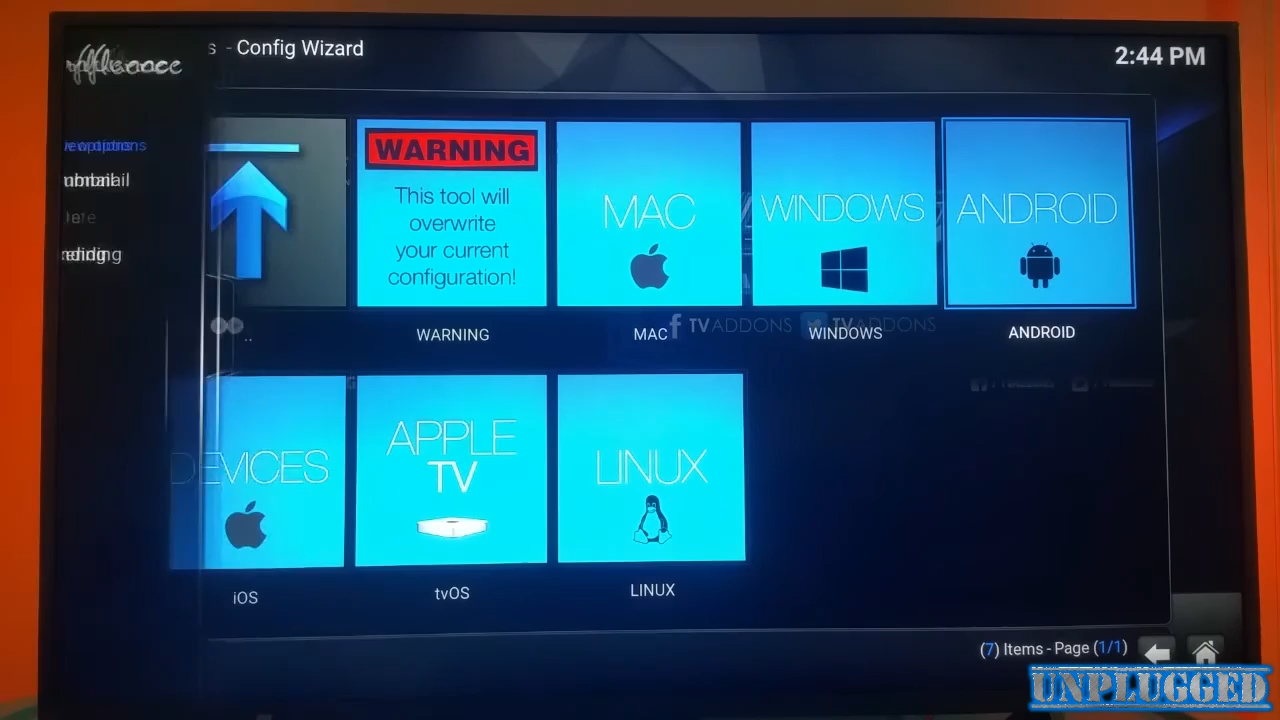 s - Config Wizard
2:44 PM
WARNING
This tool will
overwrite
your current
configuration!
MAC
WINDOWS
ANDROID
..
WARNING
MAC
WINDOWS
ANDROID
TVADDONS
TVADDONS
DEVICES
APPLE
TV
LINUX
iOS
tvOS
LINUX
(7) Items - Page (1/1)
UNPLUGGED